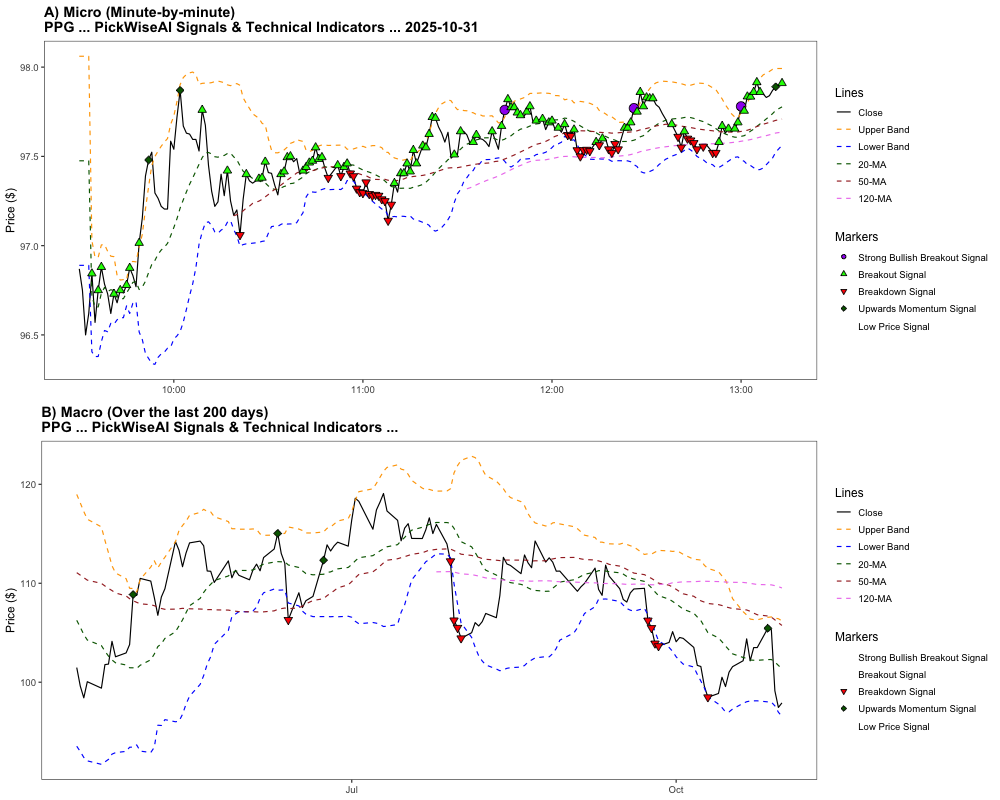 A) Micro (Minute-by-minute)
PPG ... PickWiseAI Signals & Technical Indicators ... 2025-10-31
98.0
97.5
97.0
96.5
Price ($)
10:00
11:00
12:00
13:00
Lines
Close
Upper Band
Lower Band
20-MA
50-MA
120-MA
Markers
Strong Bullish Breakout Signal
Breakout Signal
Breakdown Signal
Upwards Momentum Signal
Low Price Signal
B) Macro (Over the last 200 days)
PPG ... PickWiseAI Signals & Technical Indicators ...
120
110
100
Price ($)
Jul
Oct
Lines
Close
Upper Band
Lower Band
20-MA
50-MA
120-MA
Markers
Strong Bullish Breakout Signal
Breakout Signal
Breakdown Signal
Upwards Momentum Signal
Low Price Signal